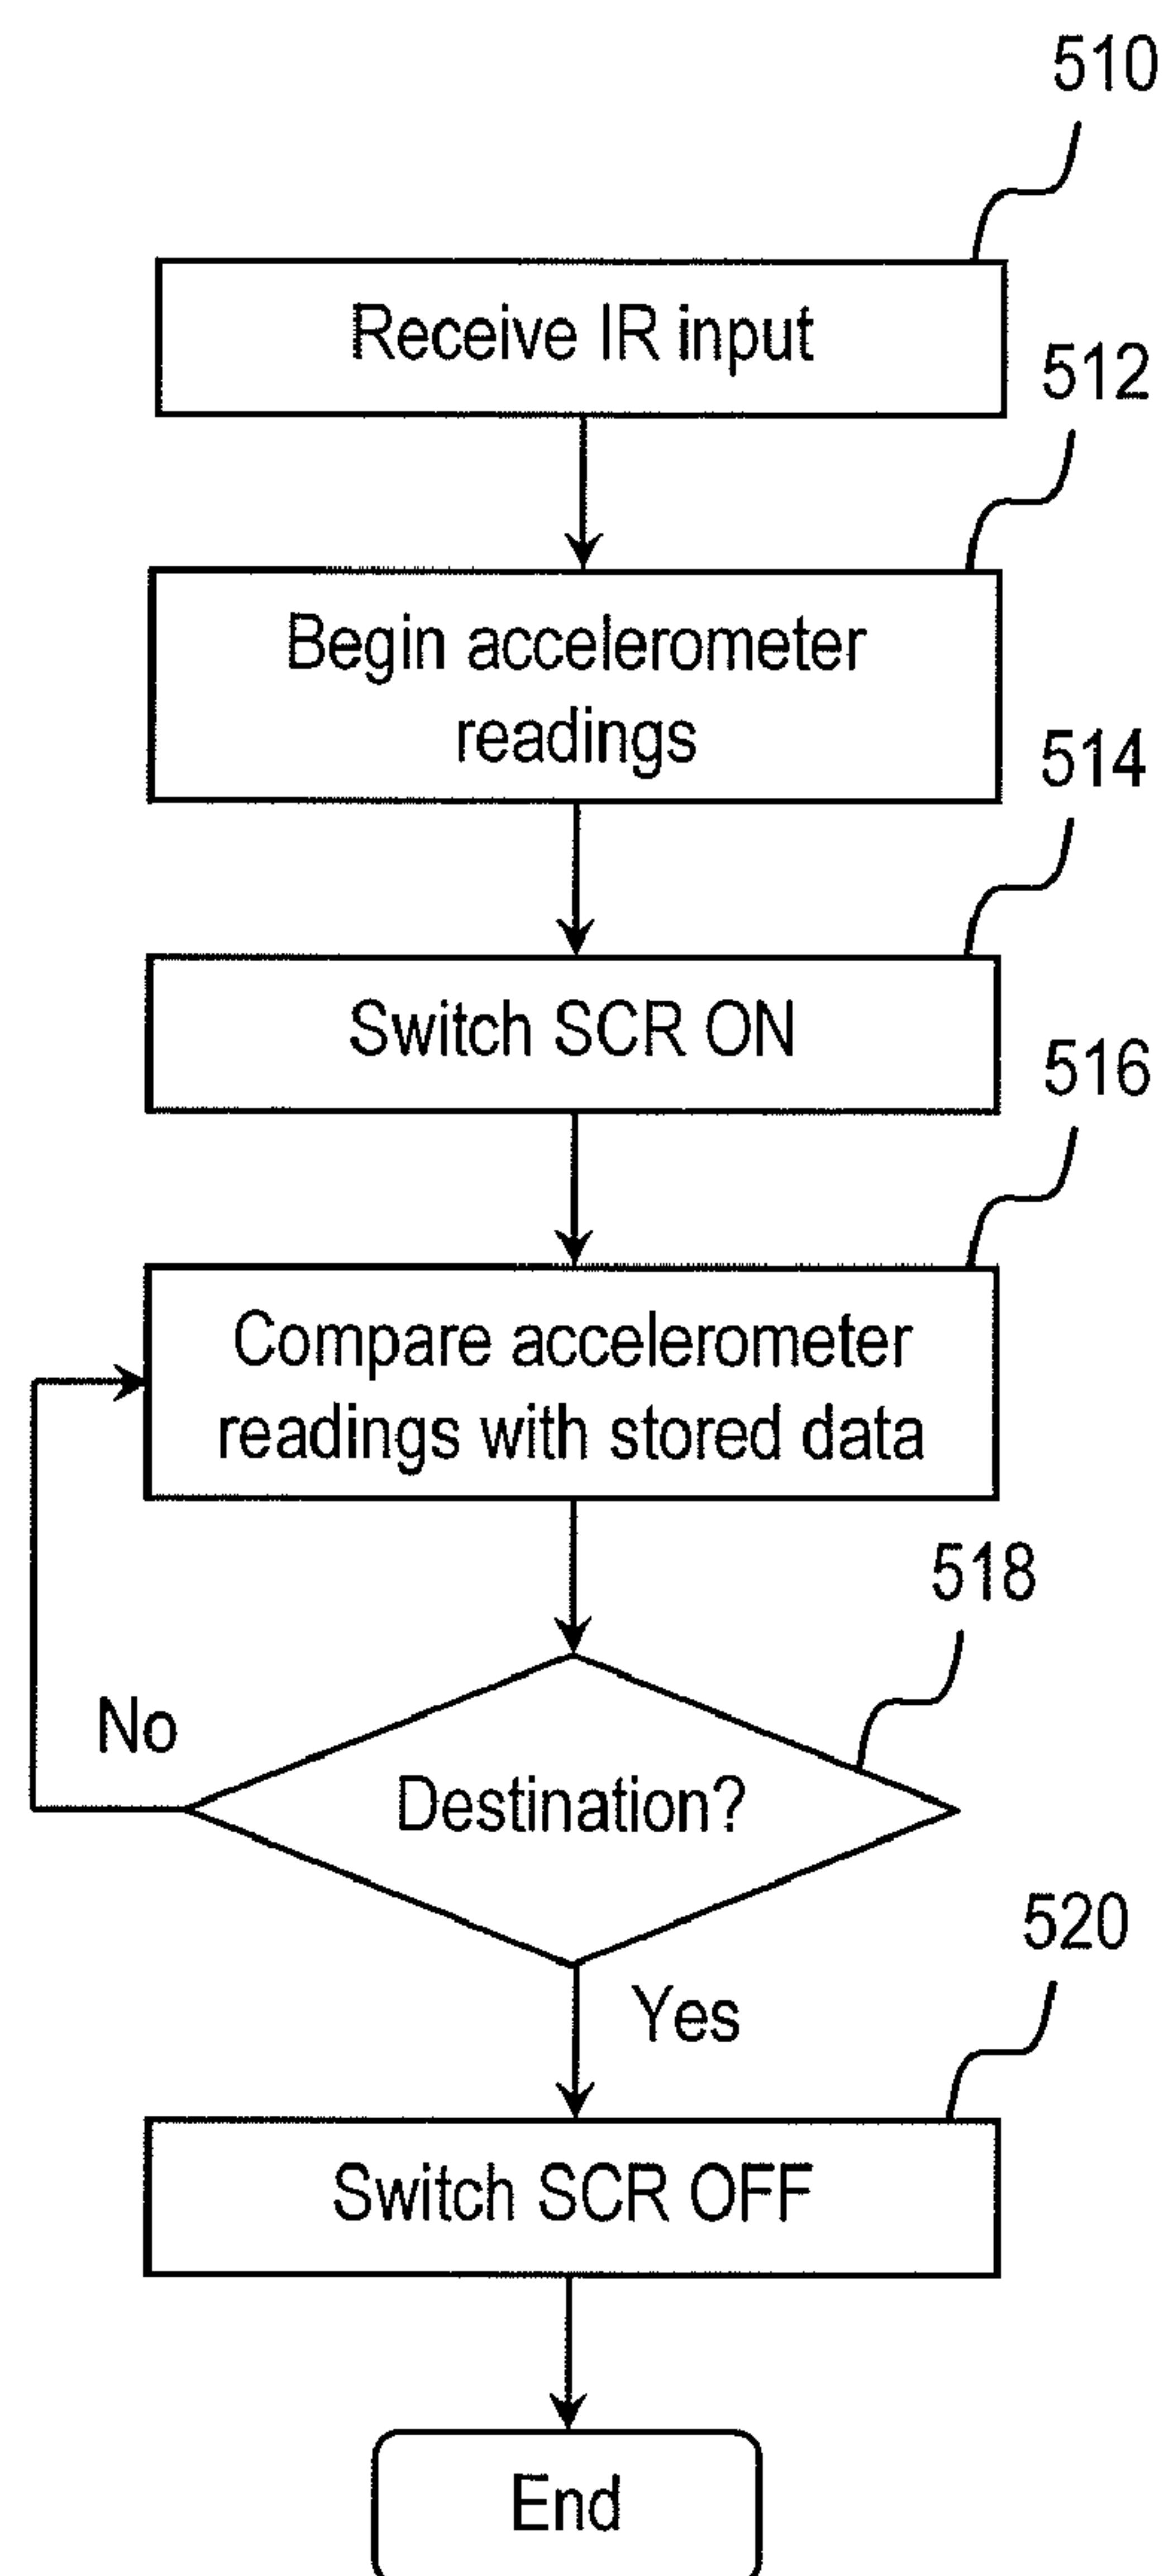 510
Receive IR input
512
Begin accelerometer
readings
514
Switch SCR ON
516
Compare accelerometer
readings with stored data
518
No
Destination?
520
Yes
Switch SCR OFF
End